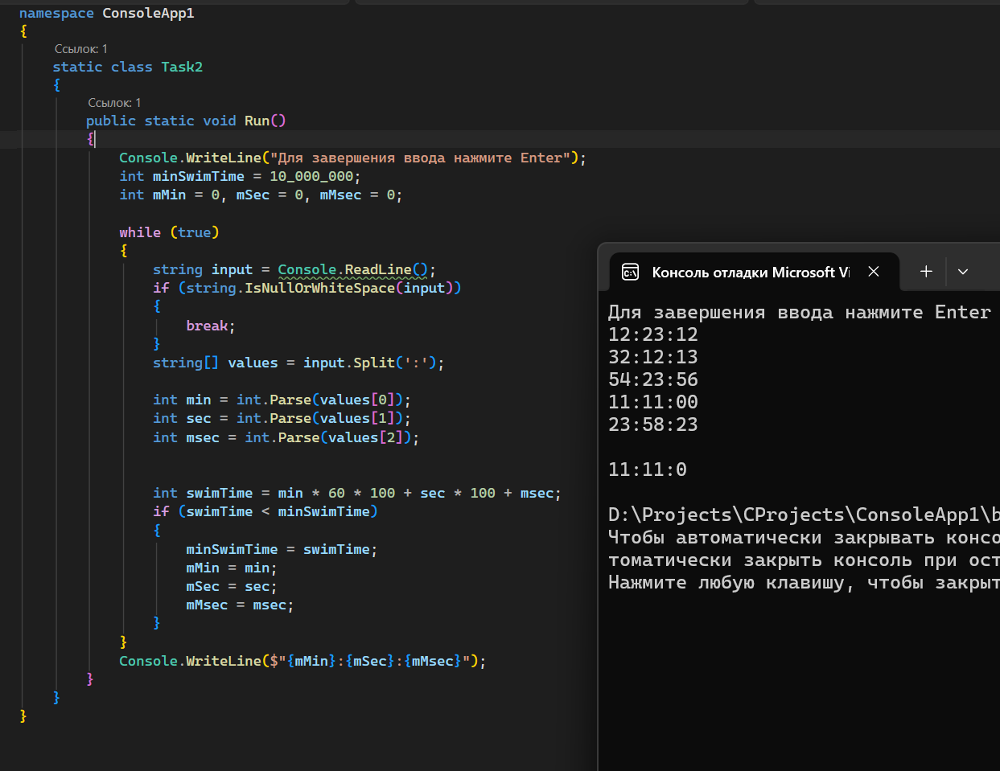 namespace ConsoleApp1
{
Ссылок: 1
static class Task2
{
Ссылок: 1
public static void Run()
{
Console.WriteLine("Для завершения ввода нажмите Enter");
int minSwimTime = 10_000_000;
int mMin = 0, mSec = 0, mMsec = 0;
while (true)
{
string input = Console.ReadLine();
if (string.IsNullOrWhiteSpace(input))
{
break;
}
string[] values = input.Split(':');
int min = int.Parse(values[0]);
int sec = int.Parse(values[1]);
int msec = int.Parse(values[2]);
int swimTime = min * 60 * 100 + sec * 100 + msec;
if (swimTime < minSwimTime)
{
minSwimTime = swimTime;
mMin = min;
mSec = sec;
mMsec = msec;
}
}
Console.WriteLine($"{mMin}:{mSec}:{mMsec}");
}
}
}
Консоль отладки Microsoft Vi
Для завершения ввода нажмите Enter
12:23:12
32:12:13
54:23:56
11:11:00
23:58:23
11:11:0
D:\Projects\CProjects\ConsoleApp1\b
Чтобы автоматически закрывать консо
томатически закрыть консоль при ост
Нажмите любую клавишу, чтобы закрыт